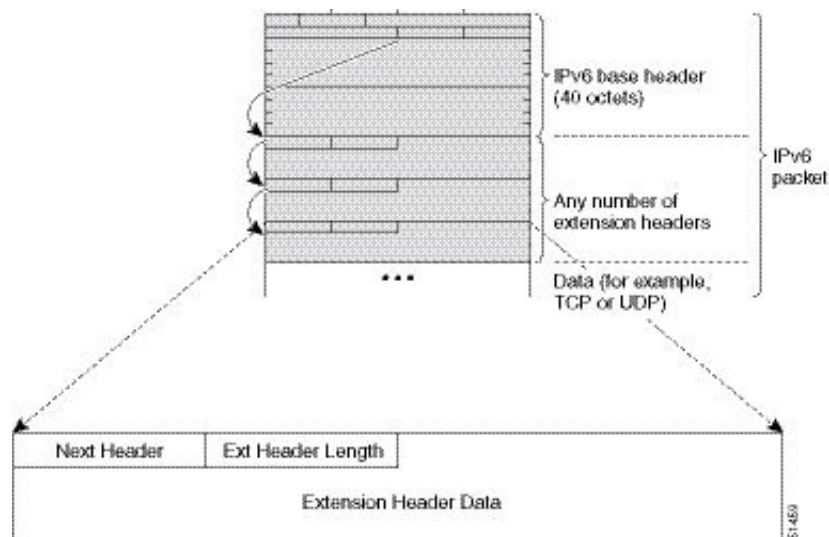 IPv6 base header
(40 octets)
IPv6
packet
Any number of
extension headers
Data (for example,
TCP or UDP)
Next Header
Ext Header Length
Extension Header Data
51459